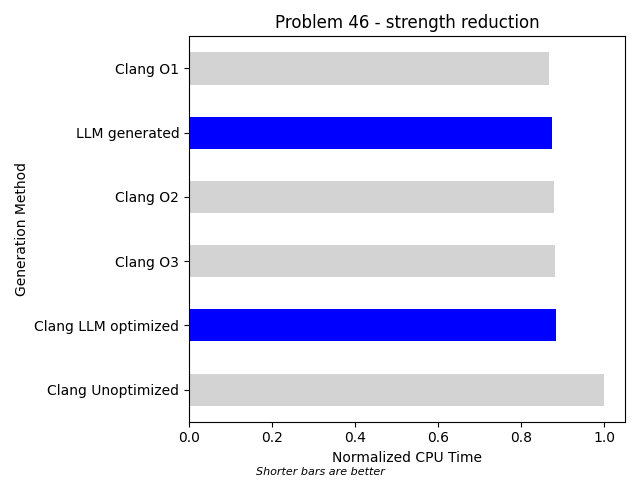 Problem 46 - strength reduction
Clang O1
LLM generated
Clang O2
Clang O3
Clang LLM optimized
Clang Unoptimized
Generation Method
0.0 0.2 0.4 0.6 0.8 1.0
Normalized CPU Time
Shorter bars are better